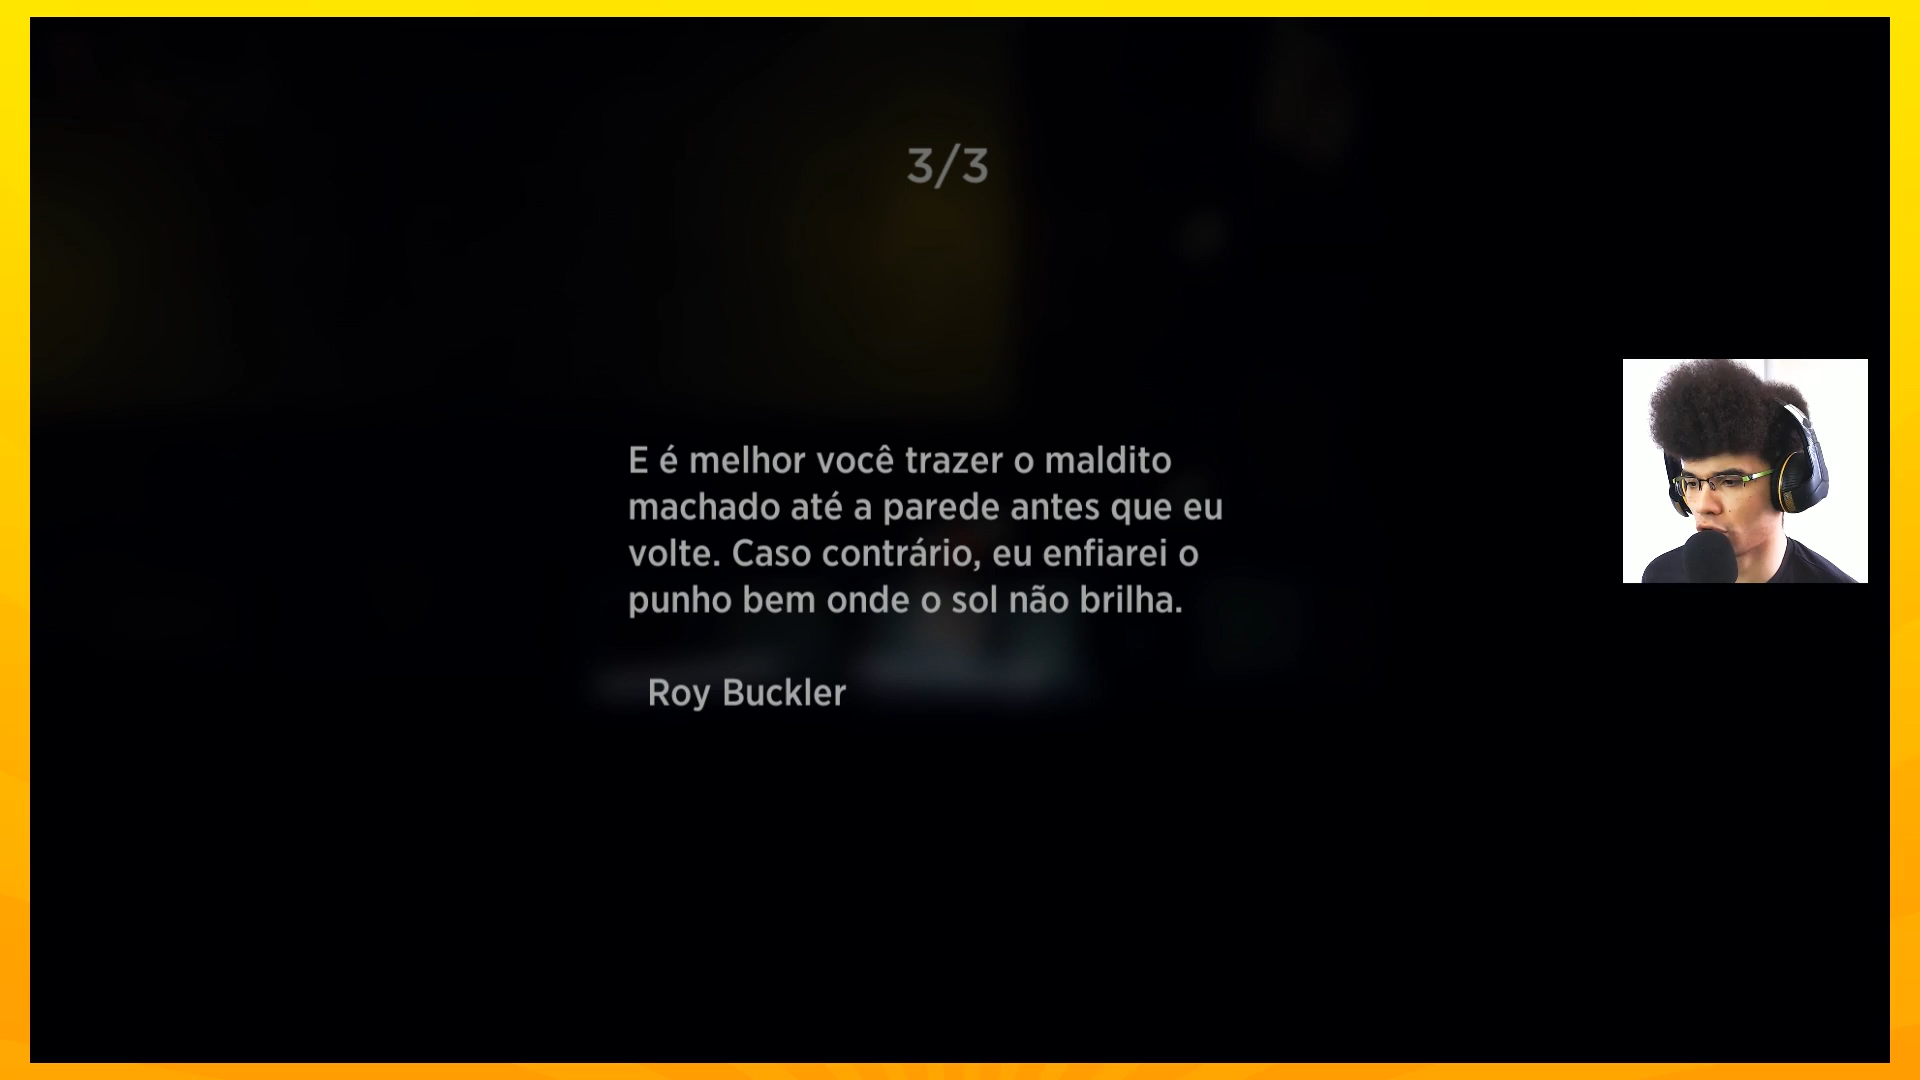 3/3
E é melhor você trazer o maldito
machado até a parede antes que eu
volte. Caso contrário, eu enfiarei o
punho bem onde o sol não brilha.
Roy Buckler